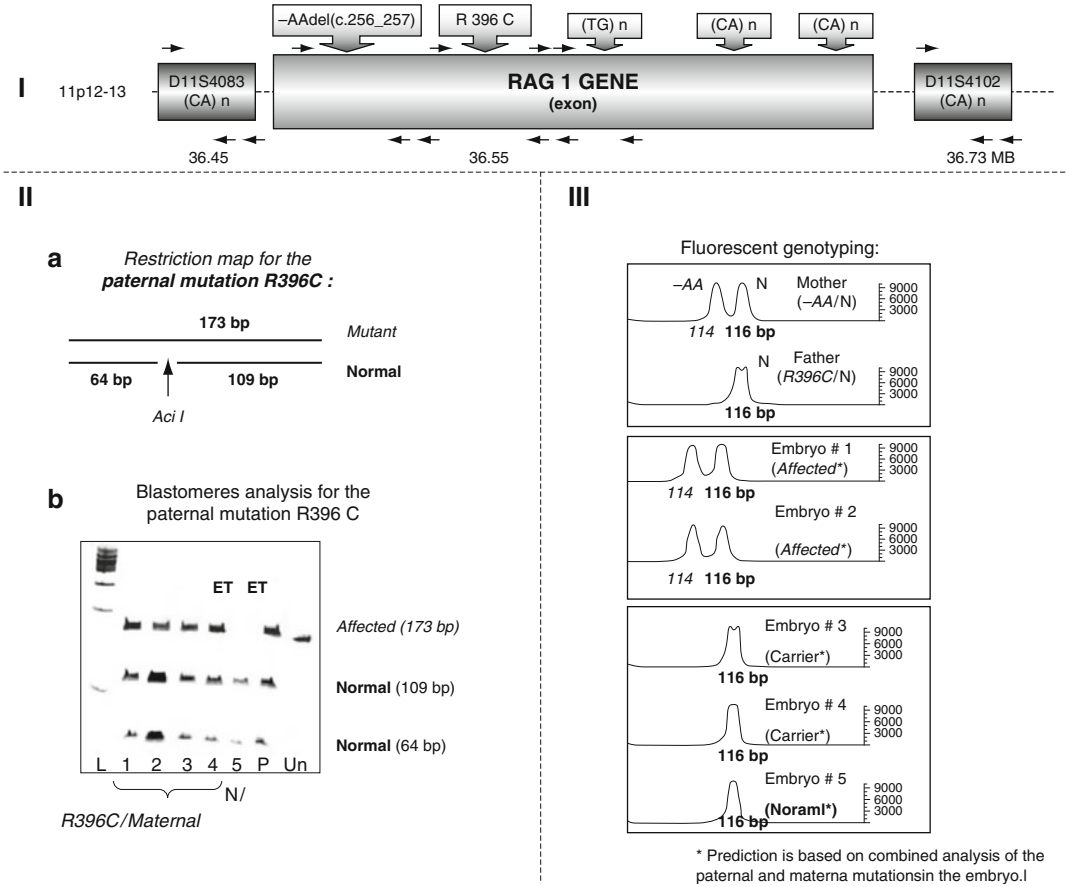 –AAdel(c.256_257)
R 396 C
(TG) n
(CA) n
(CA) n
I
11p12-13
D11S4083
(CA) n
RAG 1 GENE
(exon)
D11S4102
(CA) n
36.45
36.55
36.73 MB
II
a
Restriction map for the
paternal mutation R396C :
173 bp
Mutant
64 bp
109 bp
Normal
Aci I
b
Blastomeres analysis for the
paternal mutation R396 C
ET ET
Affected (173 bp)
Normal (109 bp)
Normal (64 bp)
L 1 2 3 4 5 P Un
N/
R396C/Maternal
III
Fluorescent genotyping:
–AA
N
Mother
(–AA/N)
9000
6000
3000
114 116 bp
N
Father
(R396C/N)
9000
6000
3000
116 bp
Embryo # 1
(Affected*)
9000
6000
3000
114 116 bp
Embryo # 2
(Affected*)
9000
6000
3000
114 116 bp
Embryo # 3
(Carrier*)
9000
6000
3000
116 bp
Embryo # 4
(Carrier*)
9000
6000
3000
116 bp
Embryo # 5
(Noraml*)
9000
6000
3000
116 bp
* Prediction is based on combined analysis of the
paternal and materna mutationsin the embryo.l